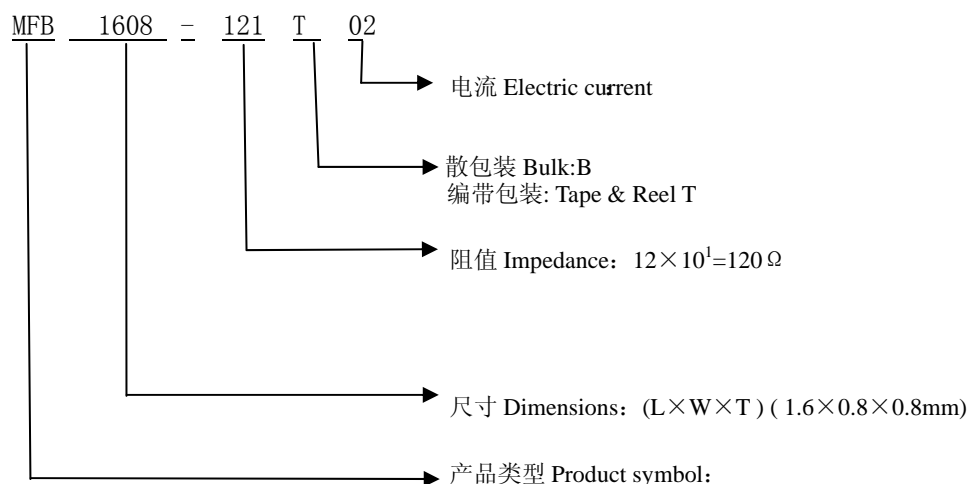 MFB 1608 - 121 T 02
电流 Electric current
散包装 Bulk:B
编带包装: Tape & Reel T
阻值 Impedance：12×10¹=120Ω
尺寸 Dimensions：(L×W×T ) ( 1.6×0.8×0.8mm)
产品类型 Product symbol：